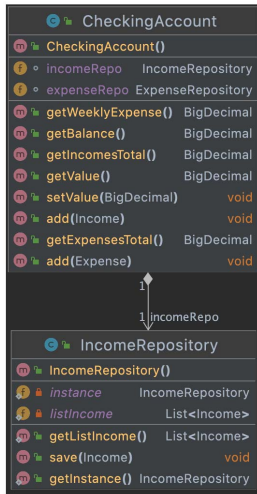 CheckingAccount
CheckingAccount()
incomeRepo IncomeRepository
expenseRepo ExpenseRepository
getWeeklyExpense() BigDecimal
getBalance() BigDecimal
getIncomesTotal() BigDecimal
getValue() BigDecimal
setValue(BigDecimal) void
add(Income) void
getExpensesTotal() BigDecimal
add(Expense) void
1
1 incomeRepo
IncomeRepository
IncomeRepository()
instance IncomeRepository
listIncome List<Income>
getListIncome() List<Income>
save(Income) void
getInstance() IncomeRepository